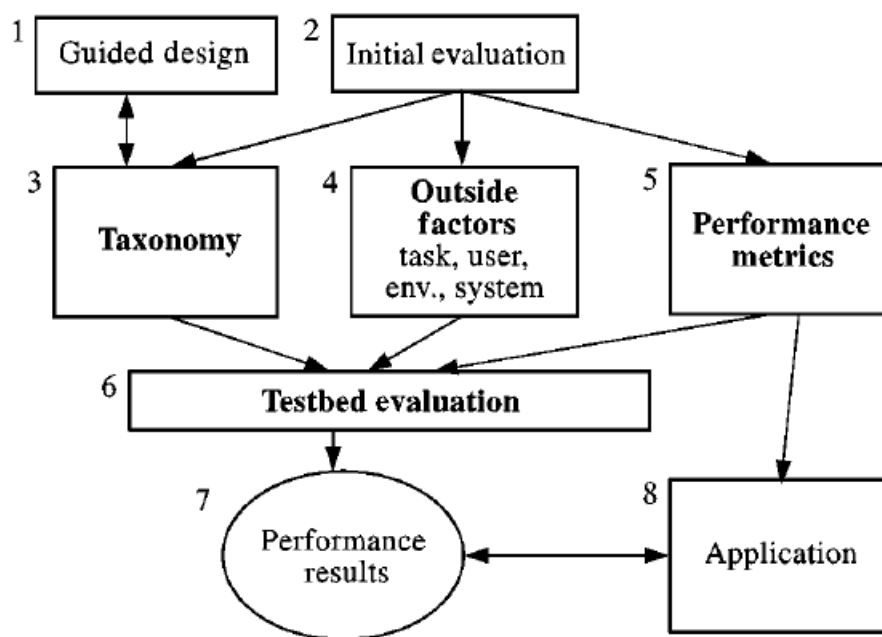 1
Guided design
2
Initial evaluation
3
Taxonomy
4
Outside
factors
task, user,
env., system
5
Performance
metrics
6
Testbed evaluation
7
Performance
results
8
Application